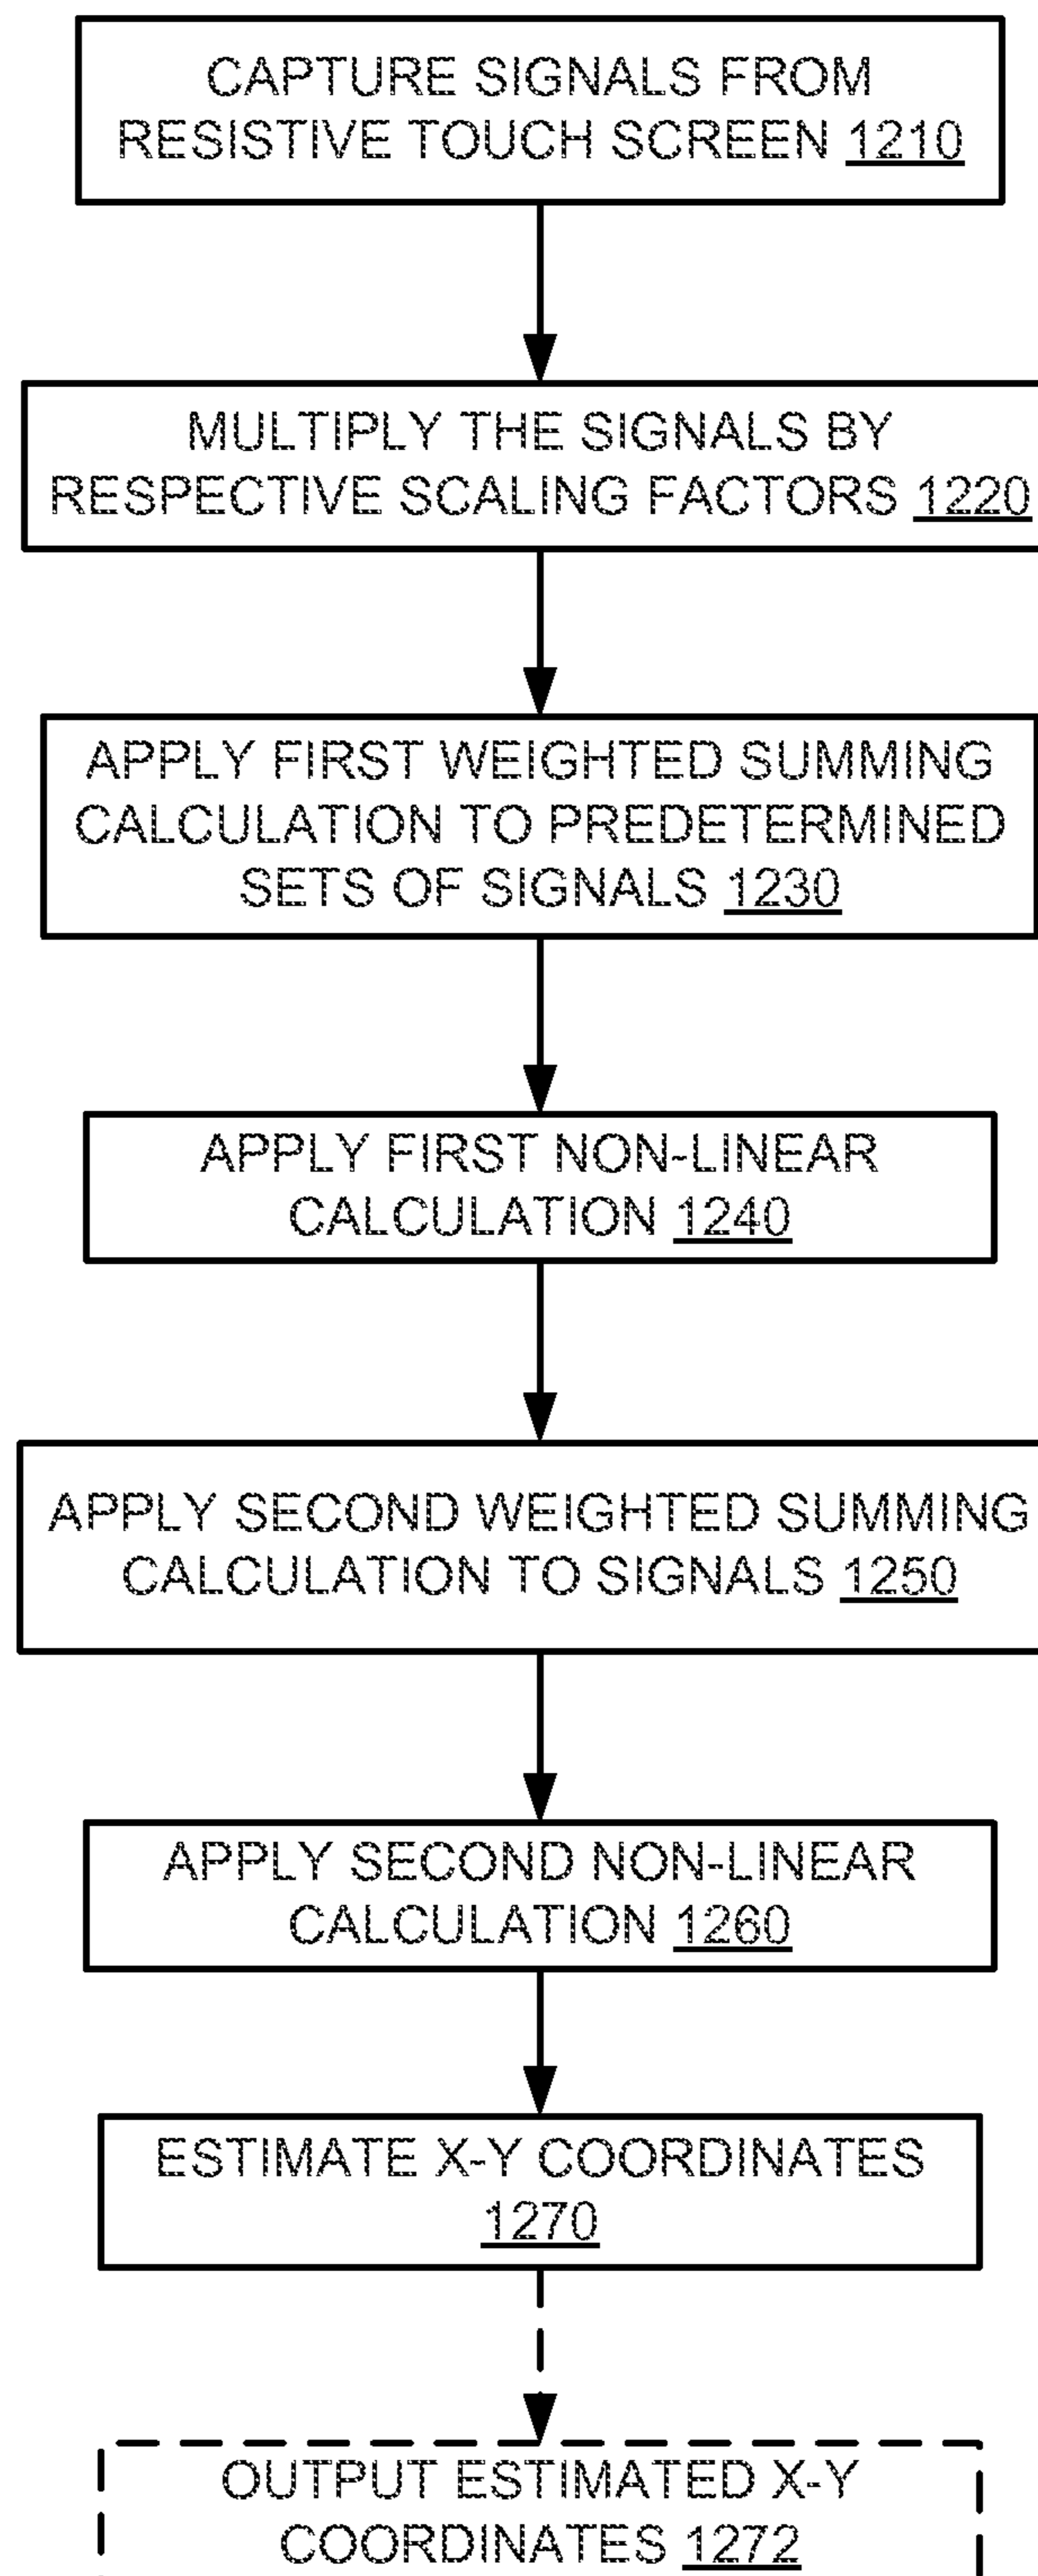 CAPTURE SIGNALS FROM
RESISTIVE TOUCH SCREEN 1210
MULTIPLY THE SIGNALS BY
RESPECTIVE SCALING FACTORS 1220
APPLY FIRST WEIGHTED SUMMING
CALCULATION TO PREDETERMINED
SETS OF SIGNALS 1230
APPLY FIRST NON-LINEAR
CALCULATION 1240
APPLY SECOND WEIGHTED SUMMING
CALCULATION TO SIGNALS 1250
APPLY SECOND NON-LINEAR
CALCULATION 1260
ESTIMATE X-Y COORDINATES
1270
OUTPUT ESTIMATED X-Y
COORDINATES 1272